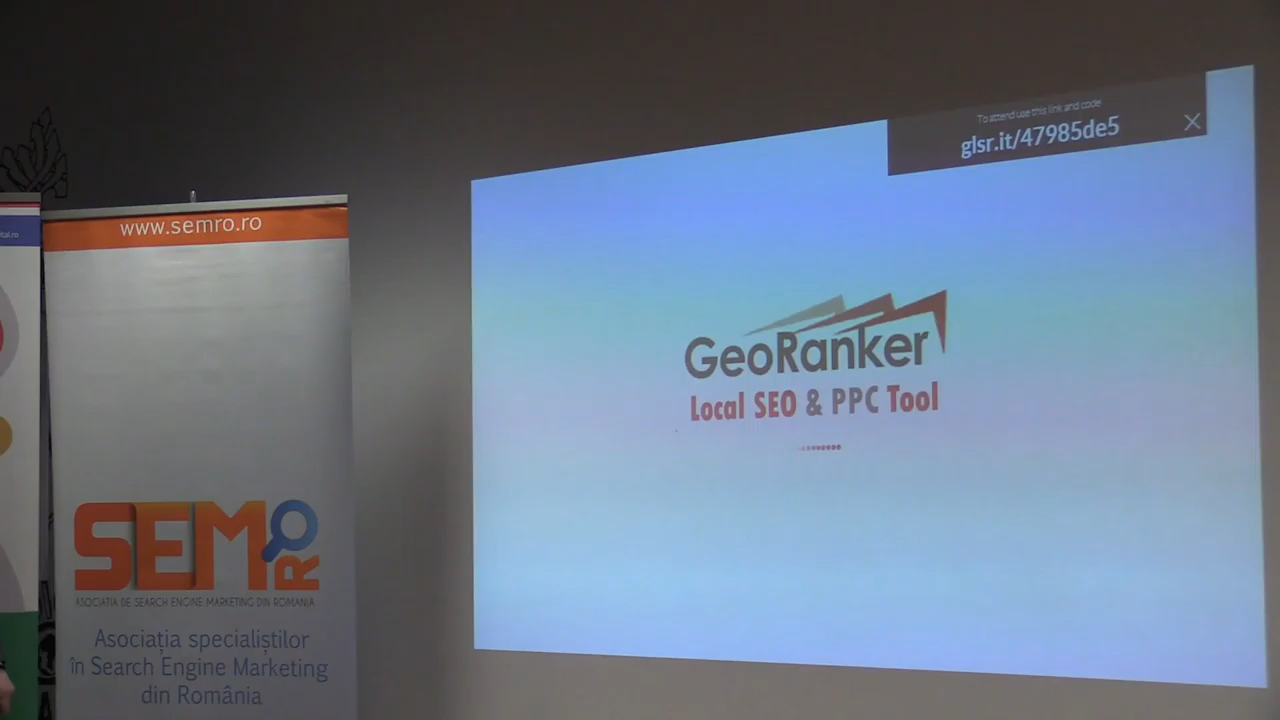 www.semro.ro
SEM RO
ASOCIATIA DE SEARCH ENGINE MARKETING DIN ROMANIA
Asociația specialiștilor
în Search Engine Marketing
din România
To attend use this link and code
glsr.it/47985de5
GeoRanker
Local SEO & PPC Tool